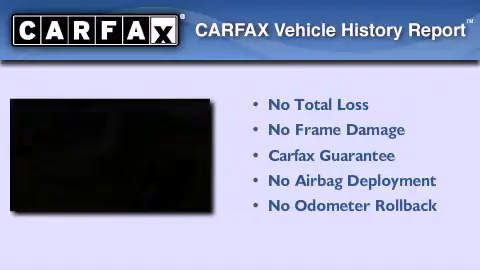 CARFAX® CARFAX Vehicle History Report™
• No Total Loss
• No Frame Damage
• Carfax Guarantee
• No Airbag Deployment
• No Odometer Rollback